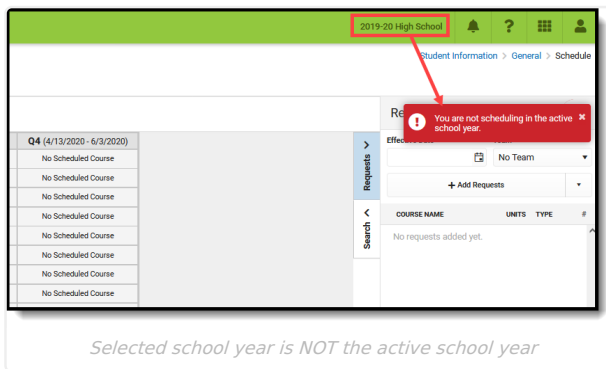 2019-20 High School
?
Student Information > General > Schedule
Re
You are not scheduling in the active
school year.
Q4 (4/13/2020 - 6/3/2020)
No Scheduled Course
No Scheduled Course
No Scheduled Course
No Scheduled Course
No Scheduled Course
No Scheduled Course
No Scheduled Course
No Scheduled Course
Requests
Search
No Team
+ Add Requests
COURSE NAME UNITS TYPE #
No requests added yet.
Selected school year is NOT the active school year